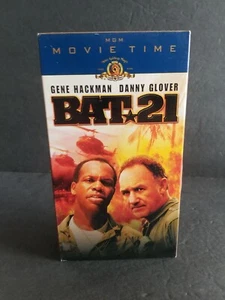 MGM
MOVIE TIME
GENE HACKMAN DANNY GLOVER
BAT★21